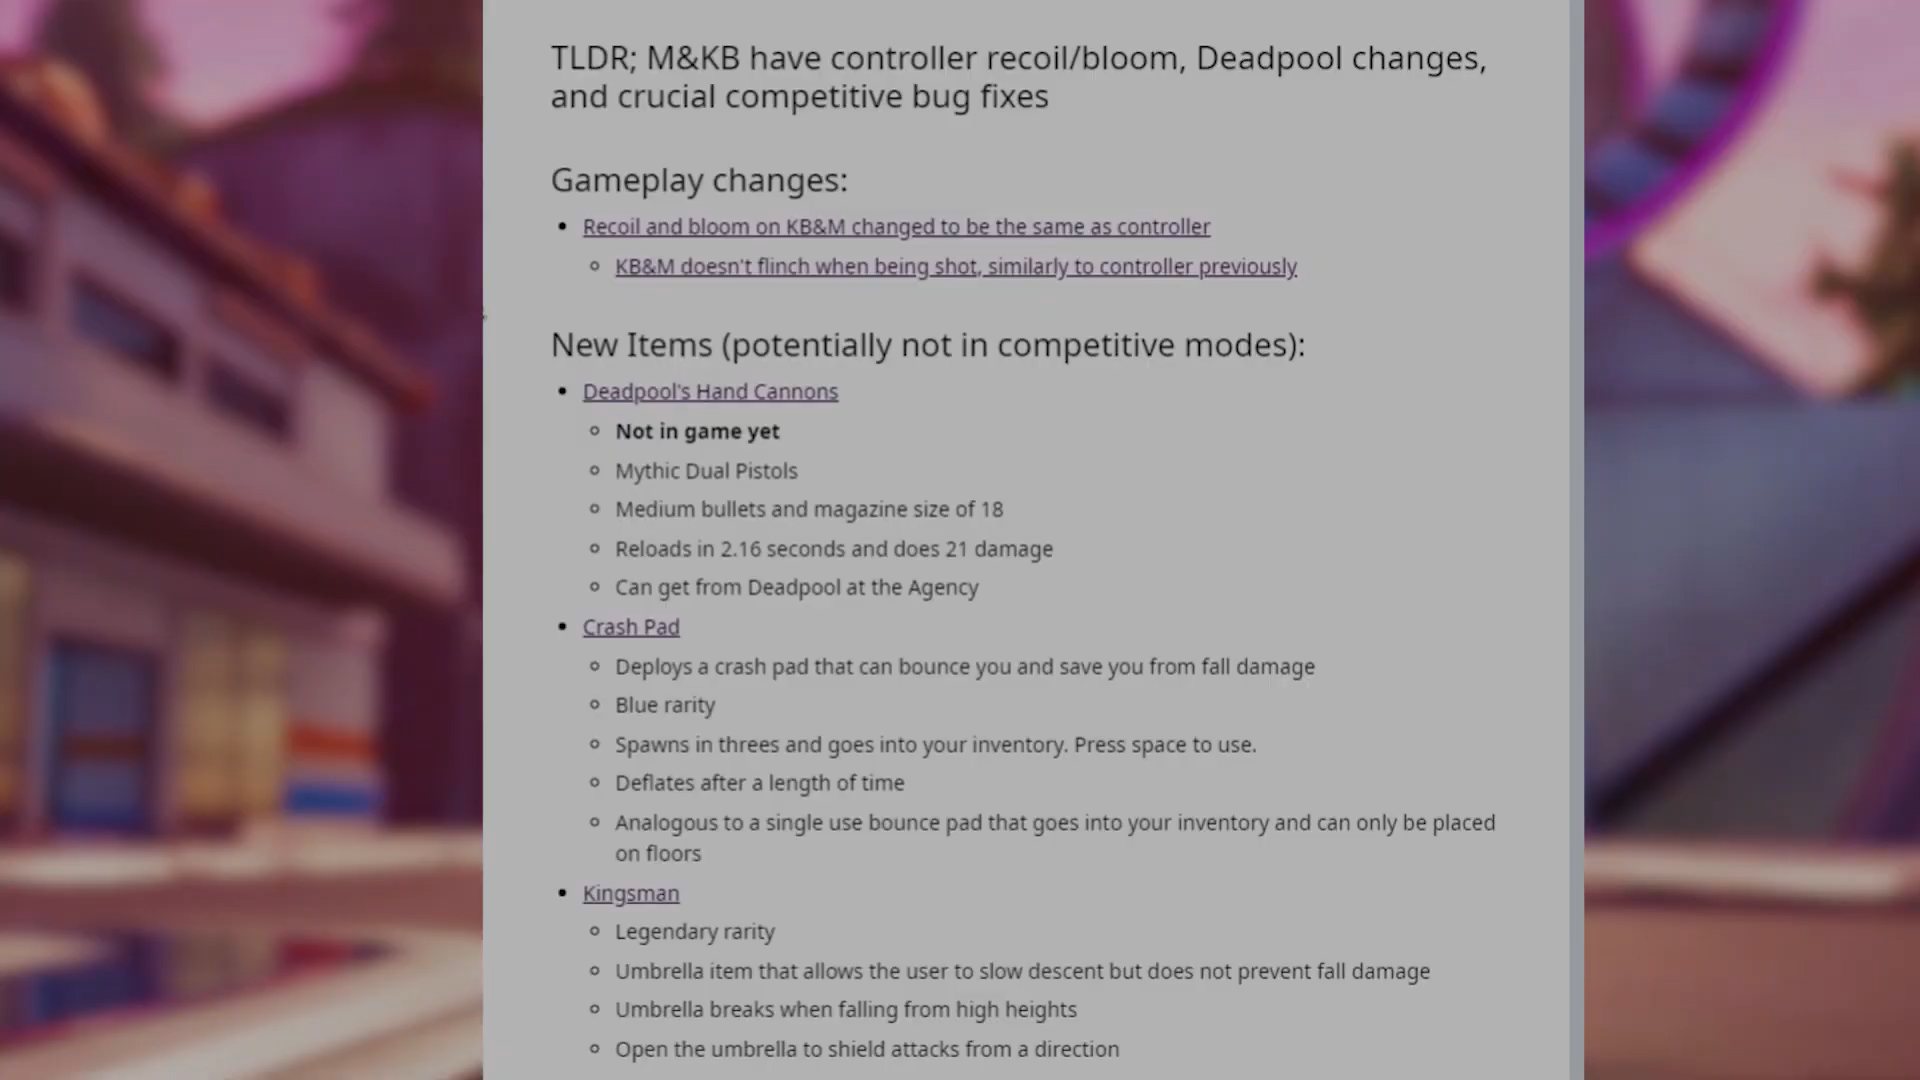 TLDR; M&KB have controller recoil/bloom, Deadpool changes,
and crucial competitive bug fixes
Gameplay changes:
Recoil and bloom on KB&M changed to be the same as controller
KB&M doesn't flinch when being shot, similarly to controller previously
New Items (potentially not in competitive modes):
Deadpool's Hand Cannons
Not in game yet
Mythic Dual Pistols
Medium bullets and magazine size of 18
Reloads in 2.16 seconds and does 21 damage
Can get from Deadpool at the Agency
Crash Pad
Deploys a crash pad that can bounce you and save you from fall damage
Blue rarity
Spawns in threes and goes into your inventory. Press space to use.
Deflates after a length of time
Analogous to a single use bounce pad that goes into your inventory and can only be placed
on floors
Kingsman
Legendary rarity
Umbrella item that allows the user to slow descent but does not prevent fall damage
Umbrella breaks when falling from high heights
Open the umbrella to shield attacks from a direction